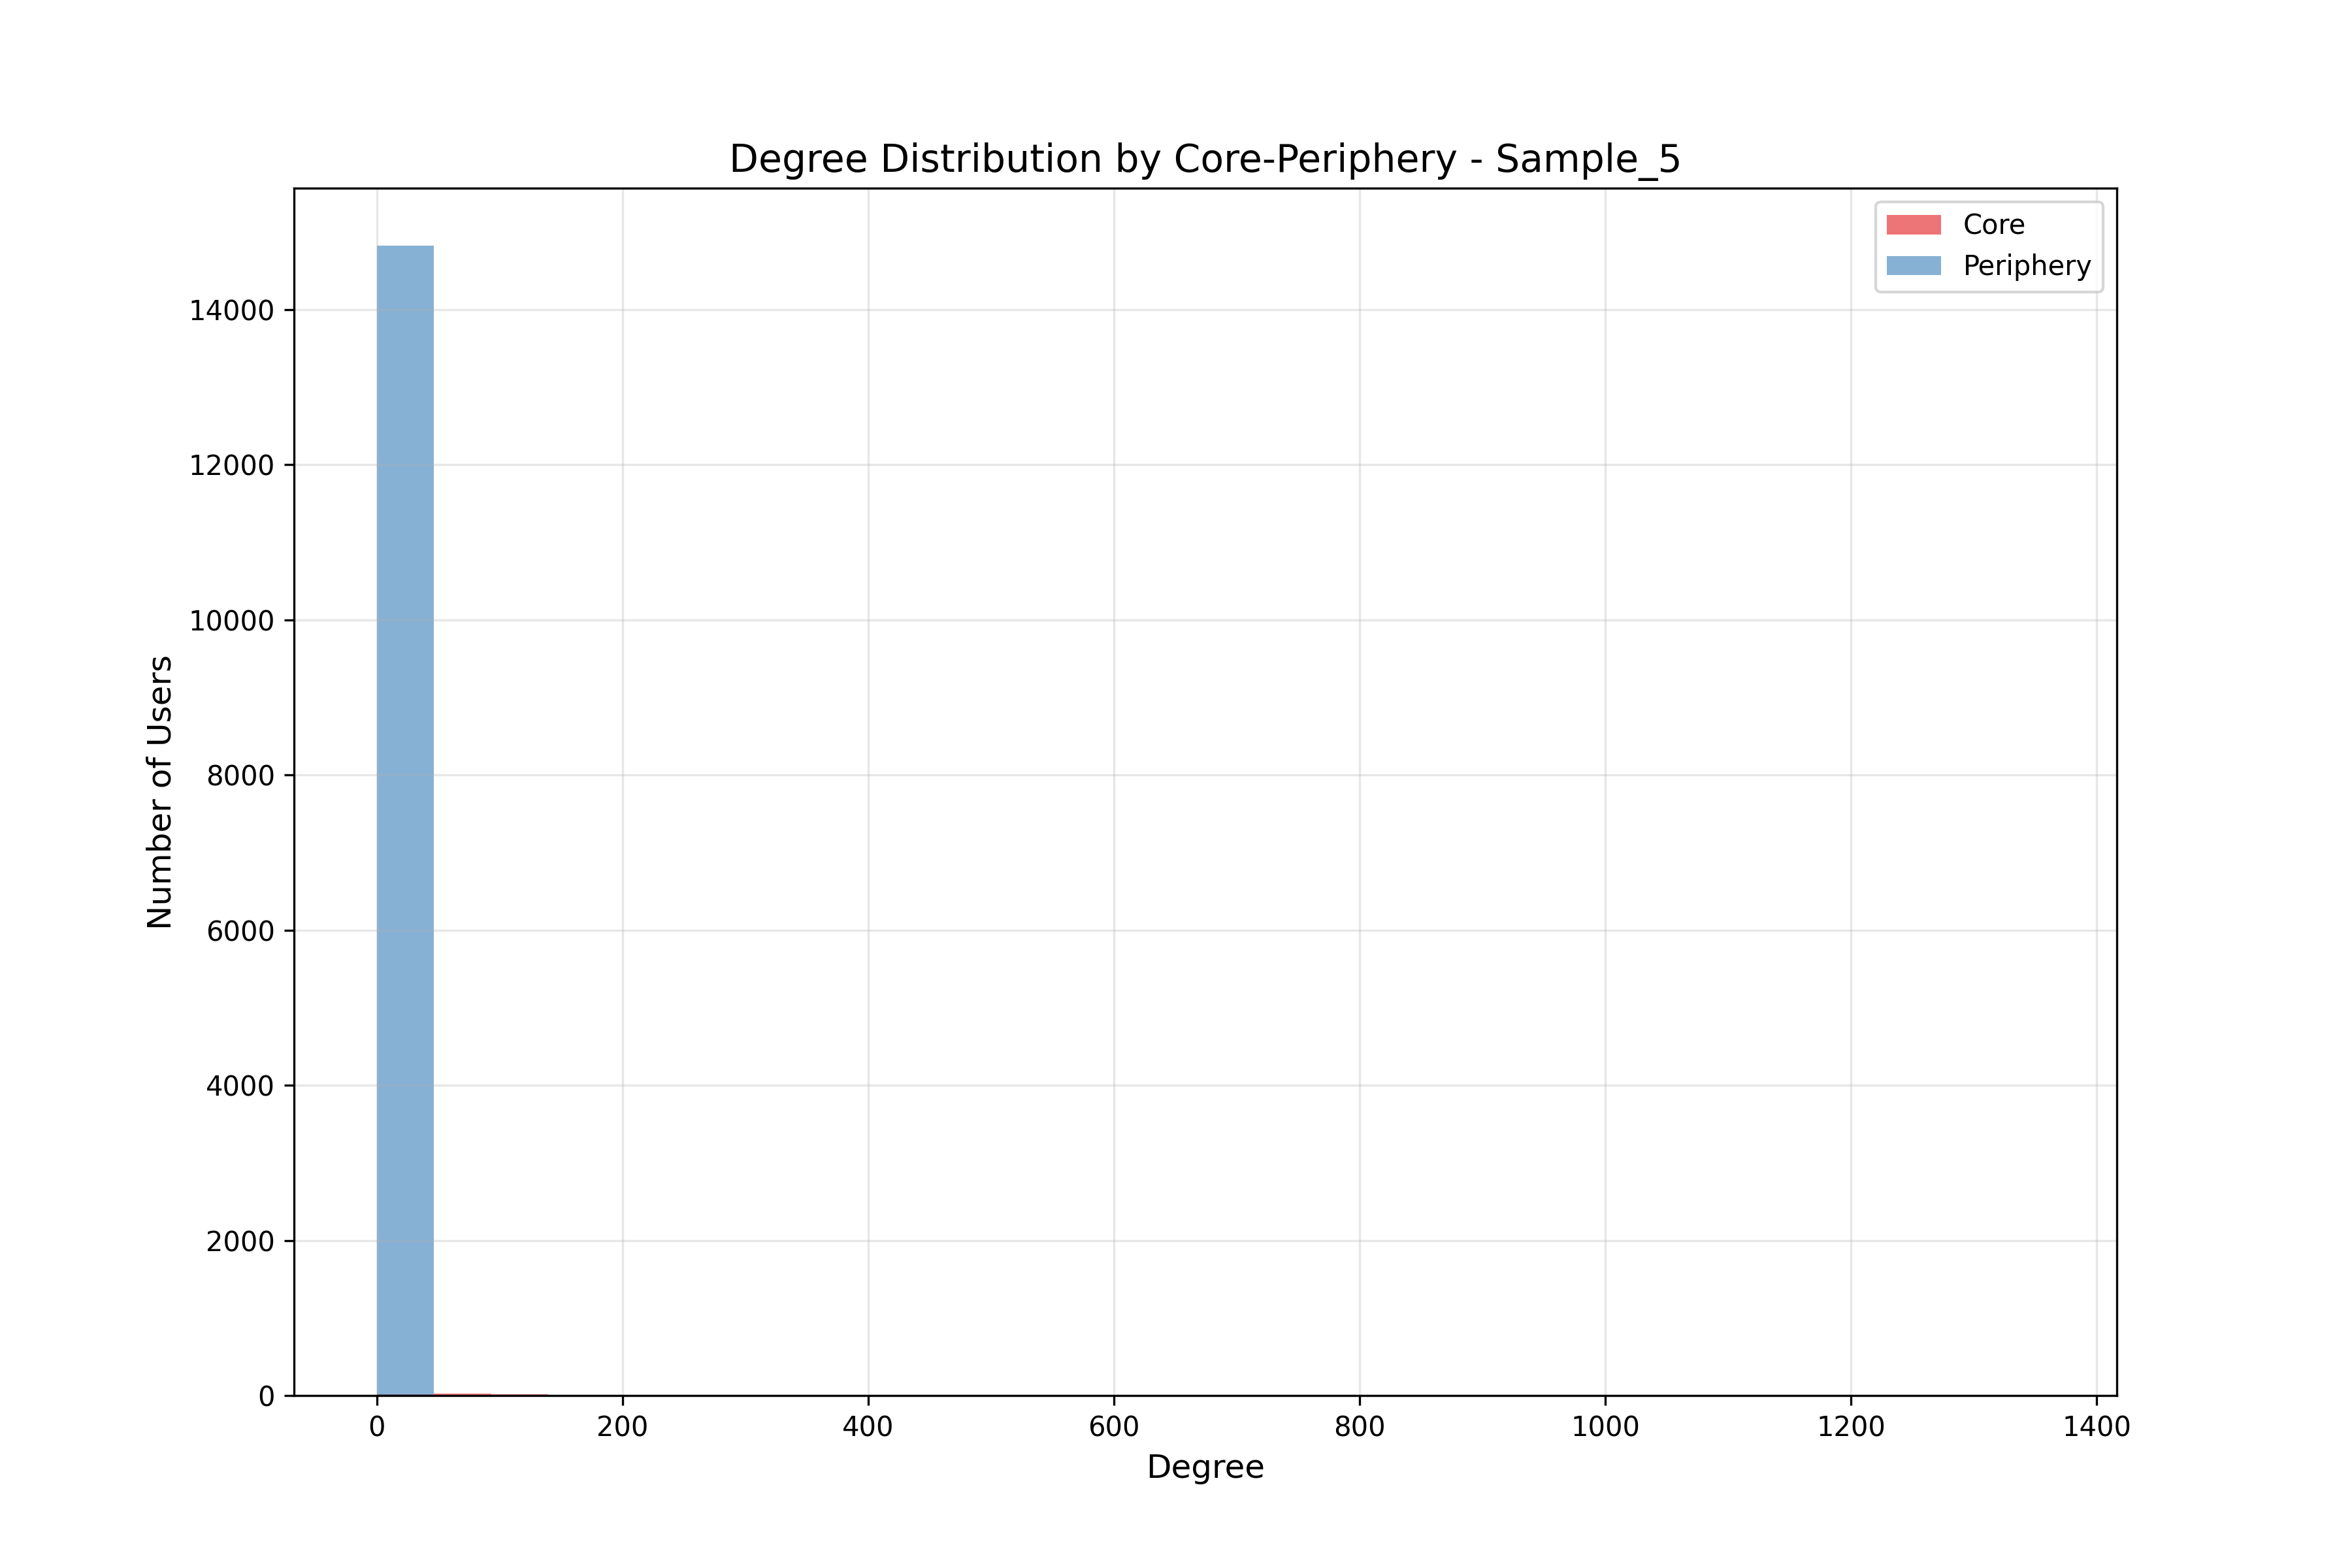 Degree Distribution by Core-Periphery - Sample_5
Core
Periphery
14000
12000
10000
8000
6000
4000
2000
0
Number of Users
0 200 400 600 800 1000 1200 1400
Degree